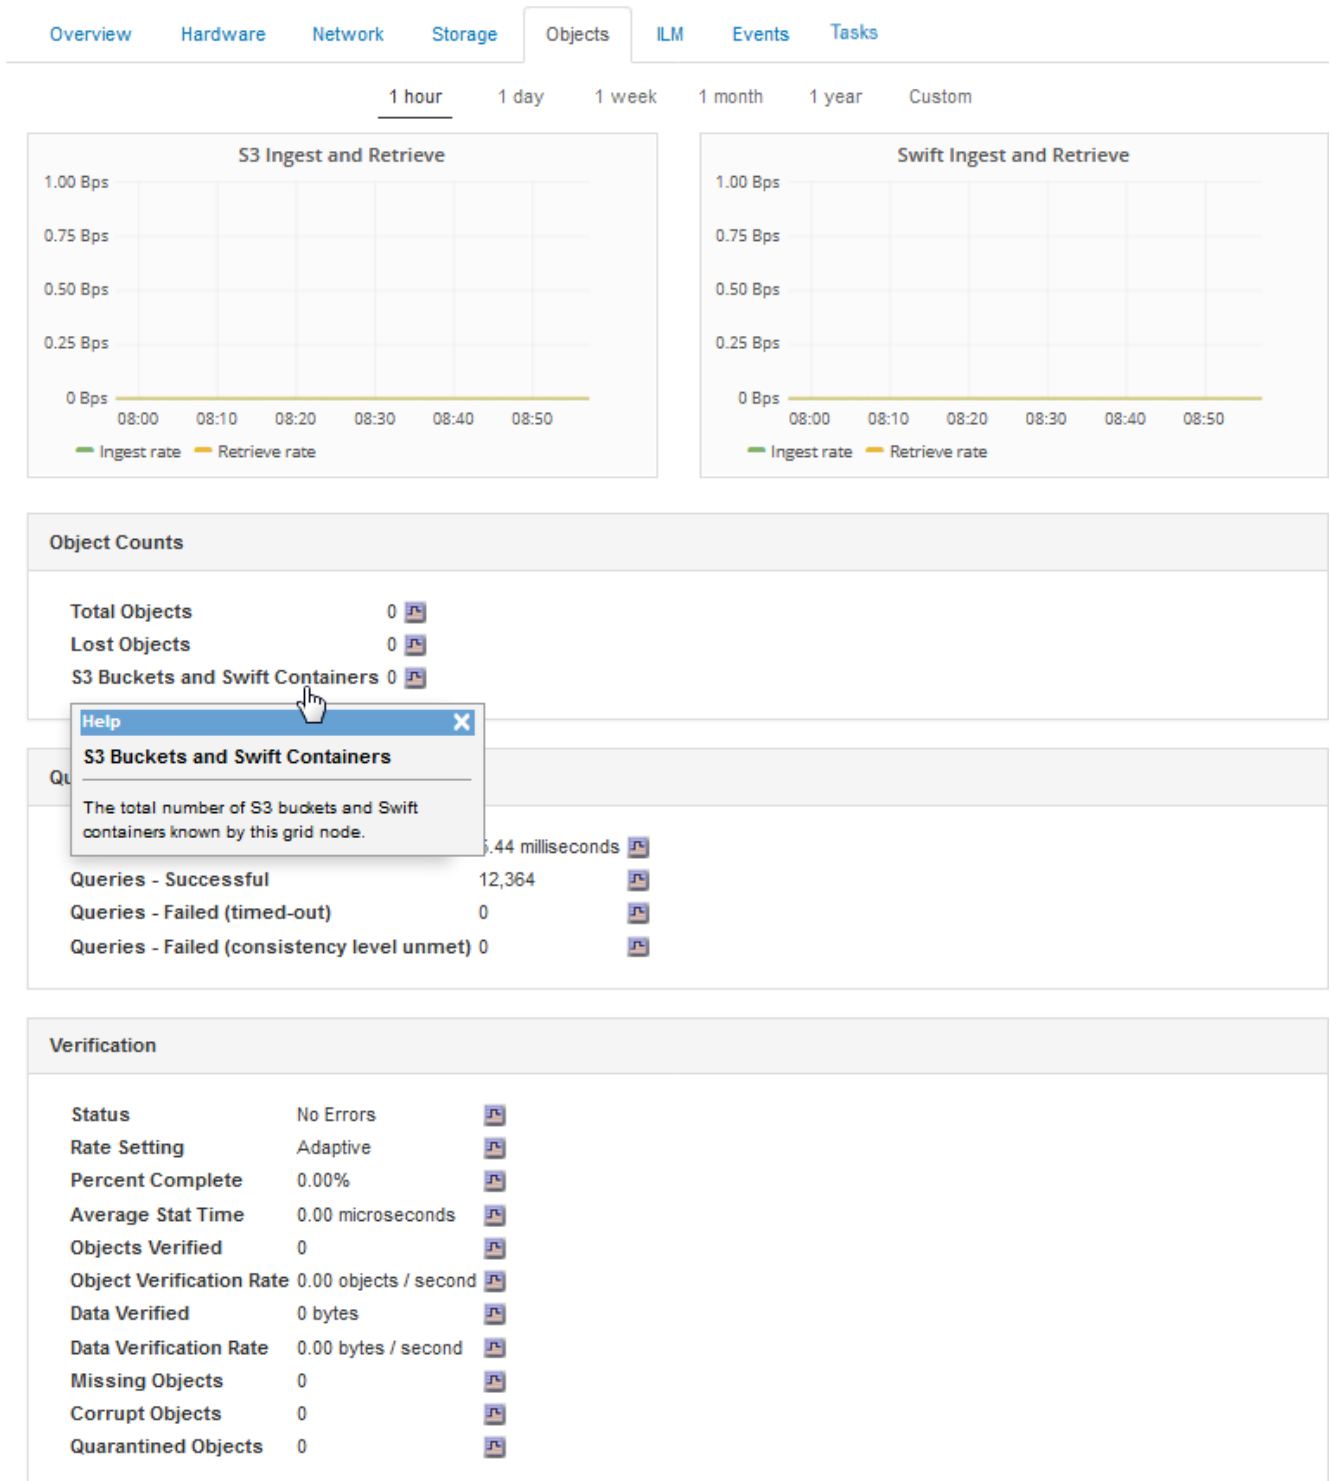 Overview Hardware Network Storage Objects ILM Events Tasks
1 hour 1 day 1 week 1 month 1 year Custom
S3 Ingest and Retrieve
1.00 Bps
0.75 Bps
0.50 Bps
0.25 Bps
0 Bps
08:00 08:10 08:20 08:30 08:40 08:50
Ingest rate Retrieve rate
Swift Ingest and Retrieve
1.00 Bps
0.75 Bps
0.50 Bps
0.25 Bps
0 Bps
08:00 08:10 08:20 08:30 08:40 08:50
Ingest rate Retrieve rate
Object Counts
Total Objects 0
Lost Objects 0
S3 Buckets and Swift Containers 0
Help
S3 Buckets and Swift Containers
The total number of S3 buckets and Swift
containers known by this grid node.
.44 milliseconds
Queries - Successful 12,364
Queries - Failed (timed-out) 0
Queries - Failed (consistency level unmet) 0
Verification
Status No Errors
Rate Setting Adaptive
Percent Complete 0.00%
Average Stat Time 0.00 microseconds
Objects Verified 0
Object Verification Rate 0.00 objects / second
Data Verified 0 bytes
Data Verification Rate 0.00 bytes / second
Missing Objects 0
Corrupt Objects 0
Quarantined Objects 0